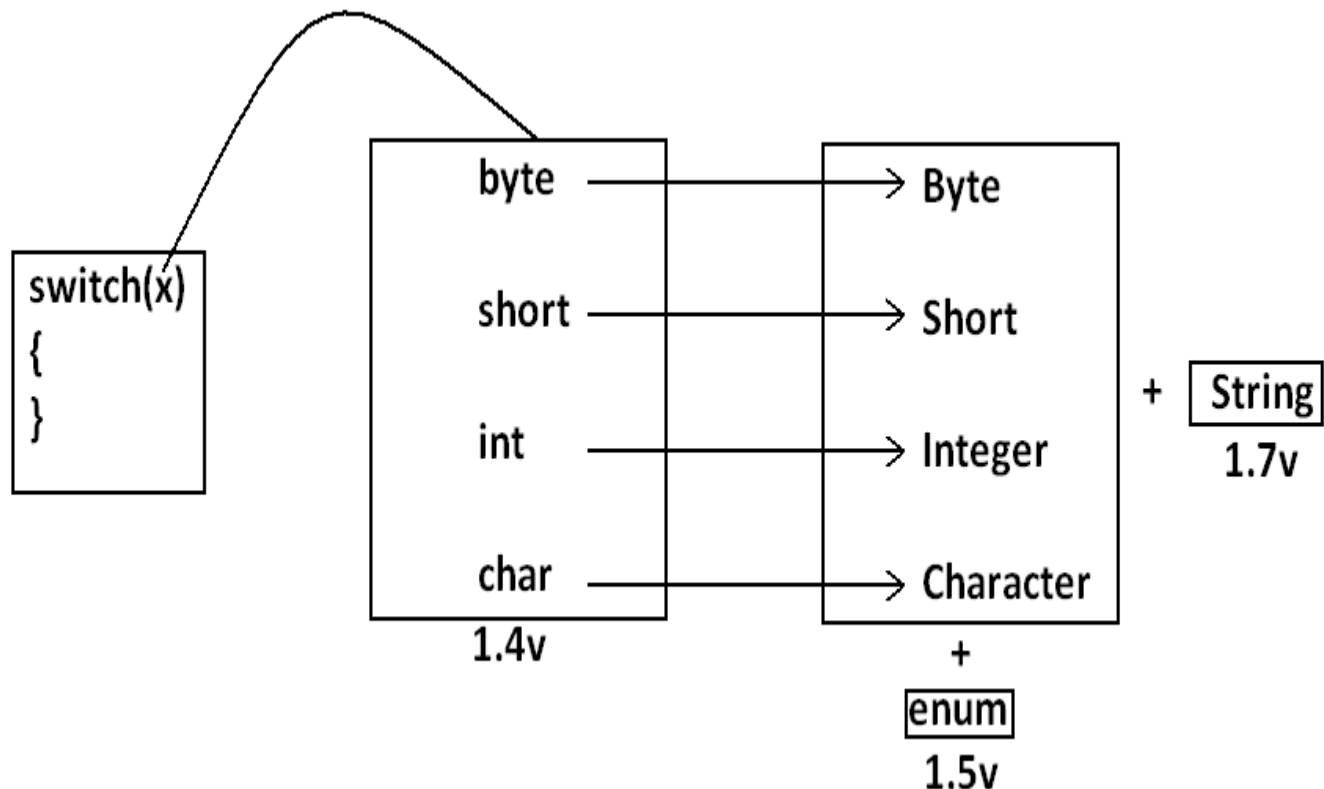 switch(x)
{
}
byte
short
int
char
1.4v
Byte
Short
Integer
Character
+
enum
1.5v
+
String
1.7v